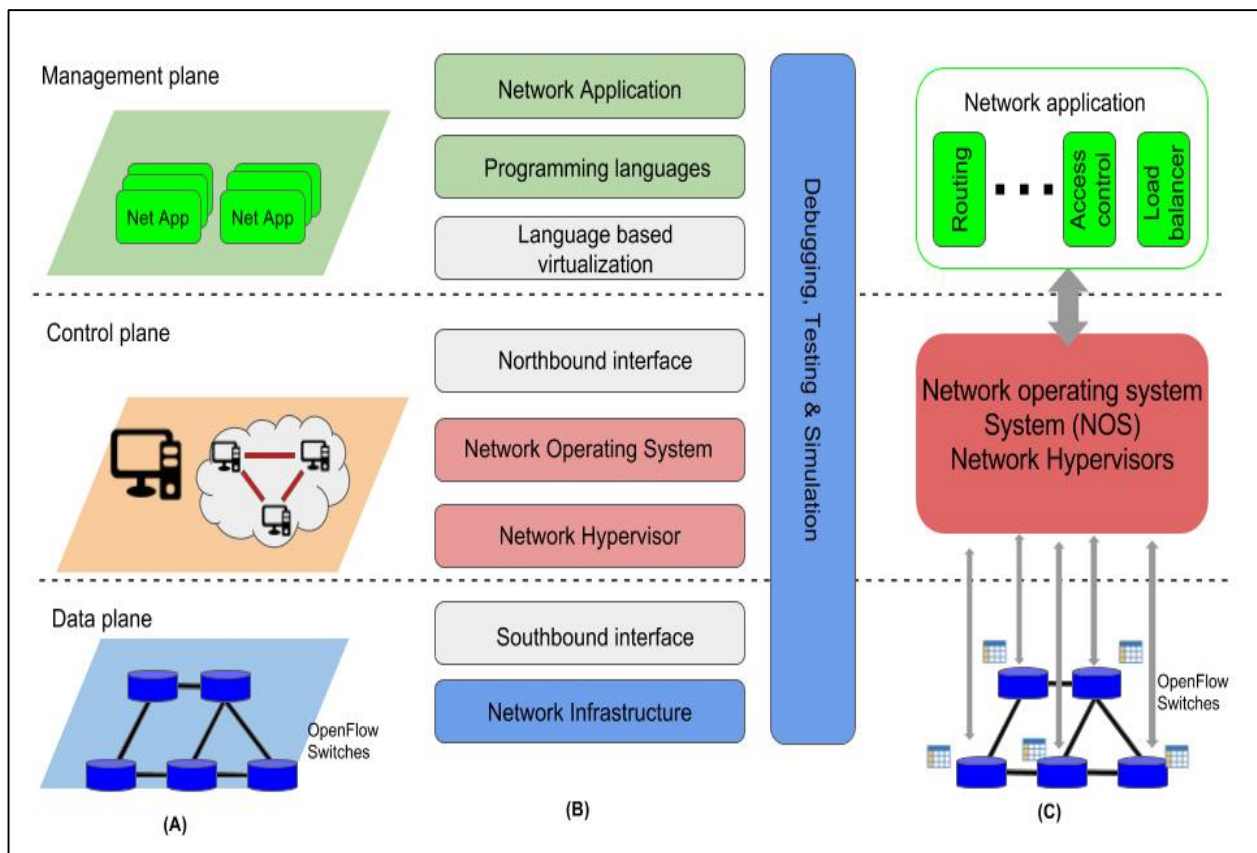 Management plane
Net App
Net App
Control plane
Data plane
OpenFlow
Switches
(A)
Network Application
Programming languages
Language based
virtualization
Northbound interface
Network Operating System
Network Hypervisor
Southbound interface
Network Infrastructure
(B)
Debugging, Testing & Simulation
Network application
Routing
Access
control
Load
balancer
Network operating system
System (NOS)
Network Hypervisors
OpenFlow
Switches
(C)